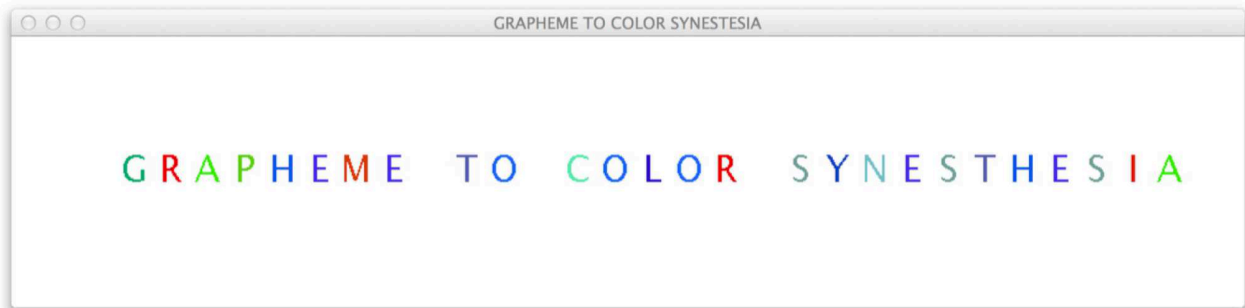 GRAPHEME TO COLOR SYNESTESIA
GRAPHEME TO COLOR SYNESTHESIA